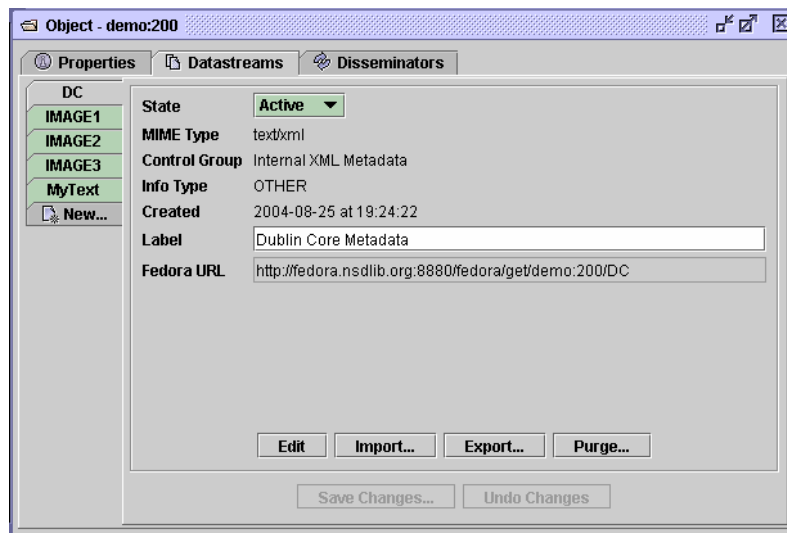 Object - demo:200
Properties Datastreams Disseminators
DC
IMAGE1
IMAGE2
IMAGE3
MyText
New...
State Active
MIME Type text/xml
Control Group Internal XML Metadata
Info Type OTHER
Created 2004-08-25 at 19:24:22
Label Dublin Core Metadata
Fedora URL http://fedora.nsdlib.org:8880/fedora/get/demo:200/DC
Edit Import... Export... Purge...
Save Changes... Undo Changes